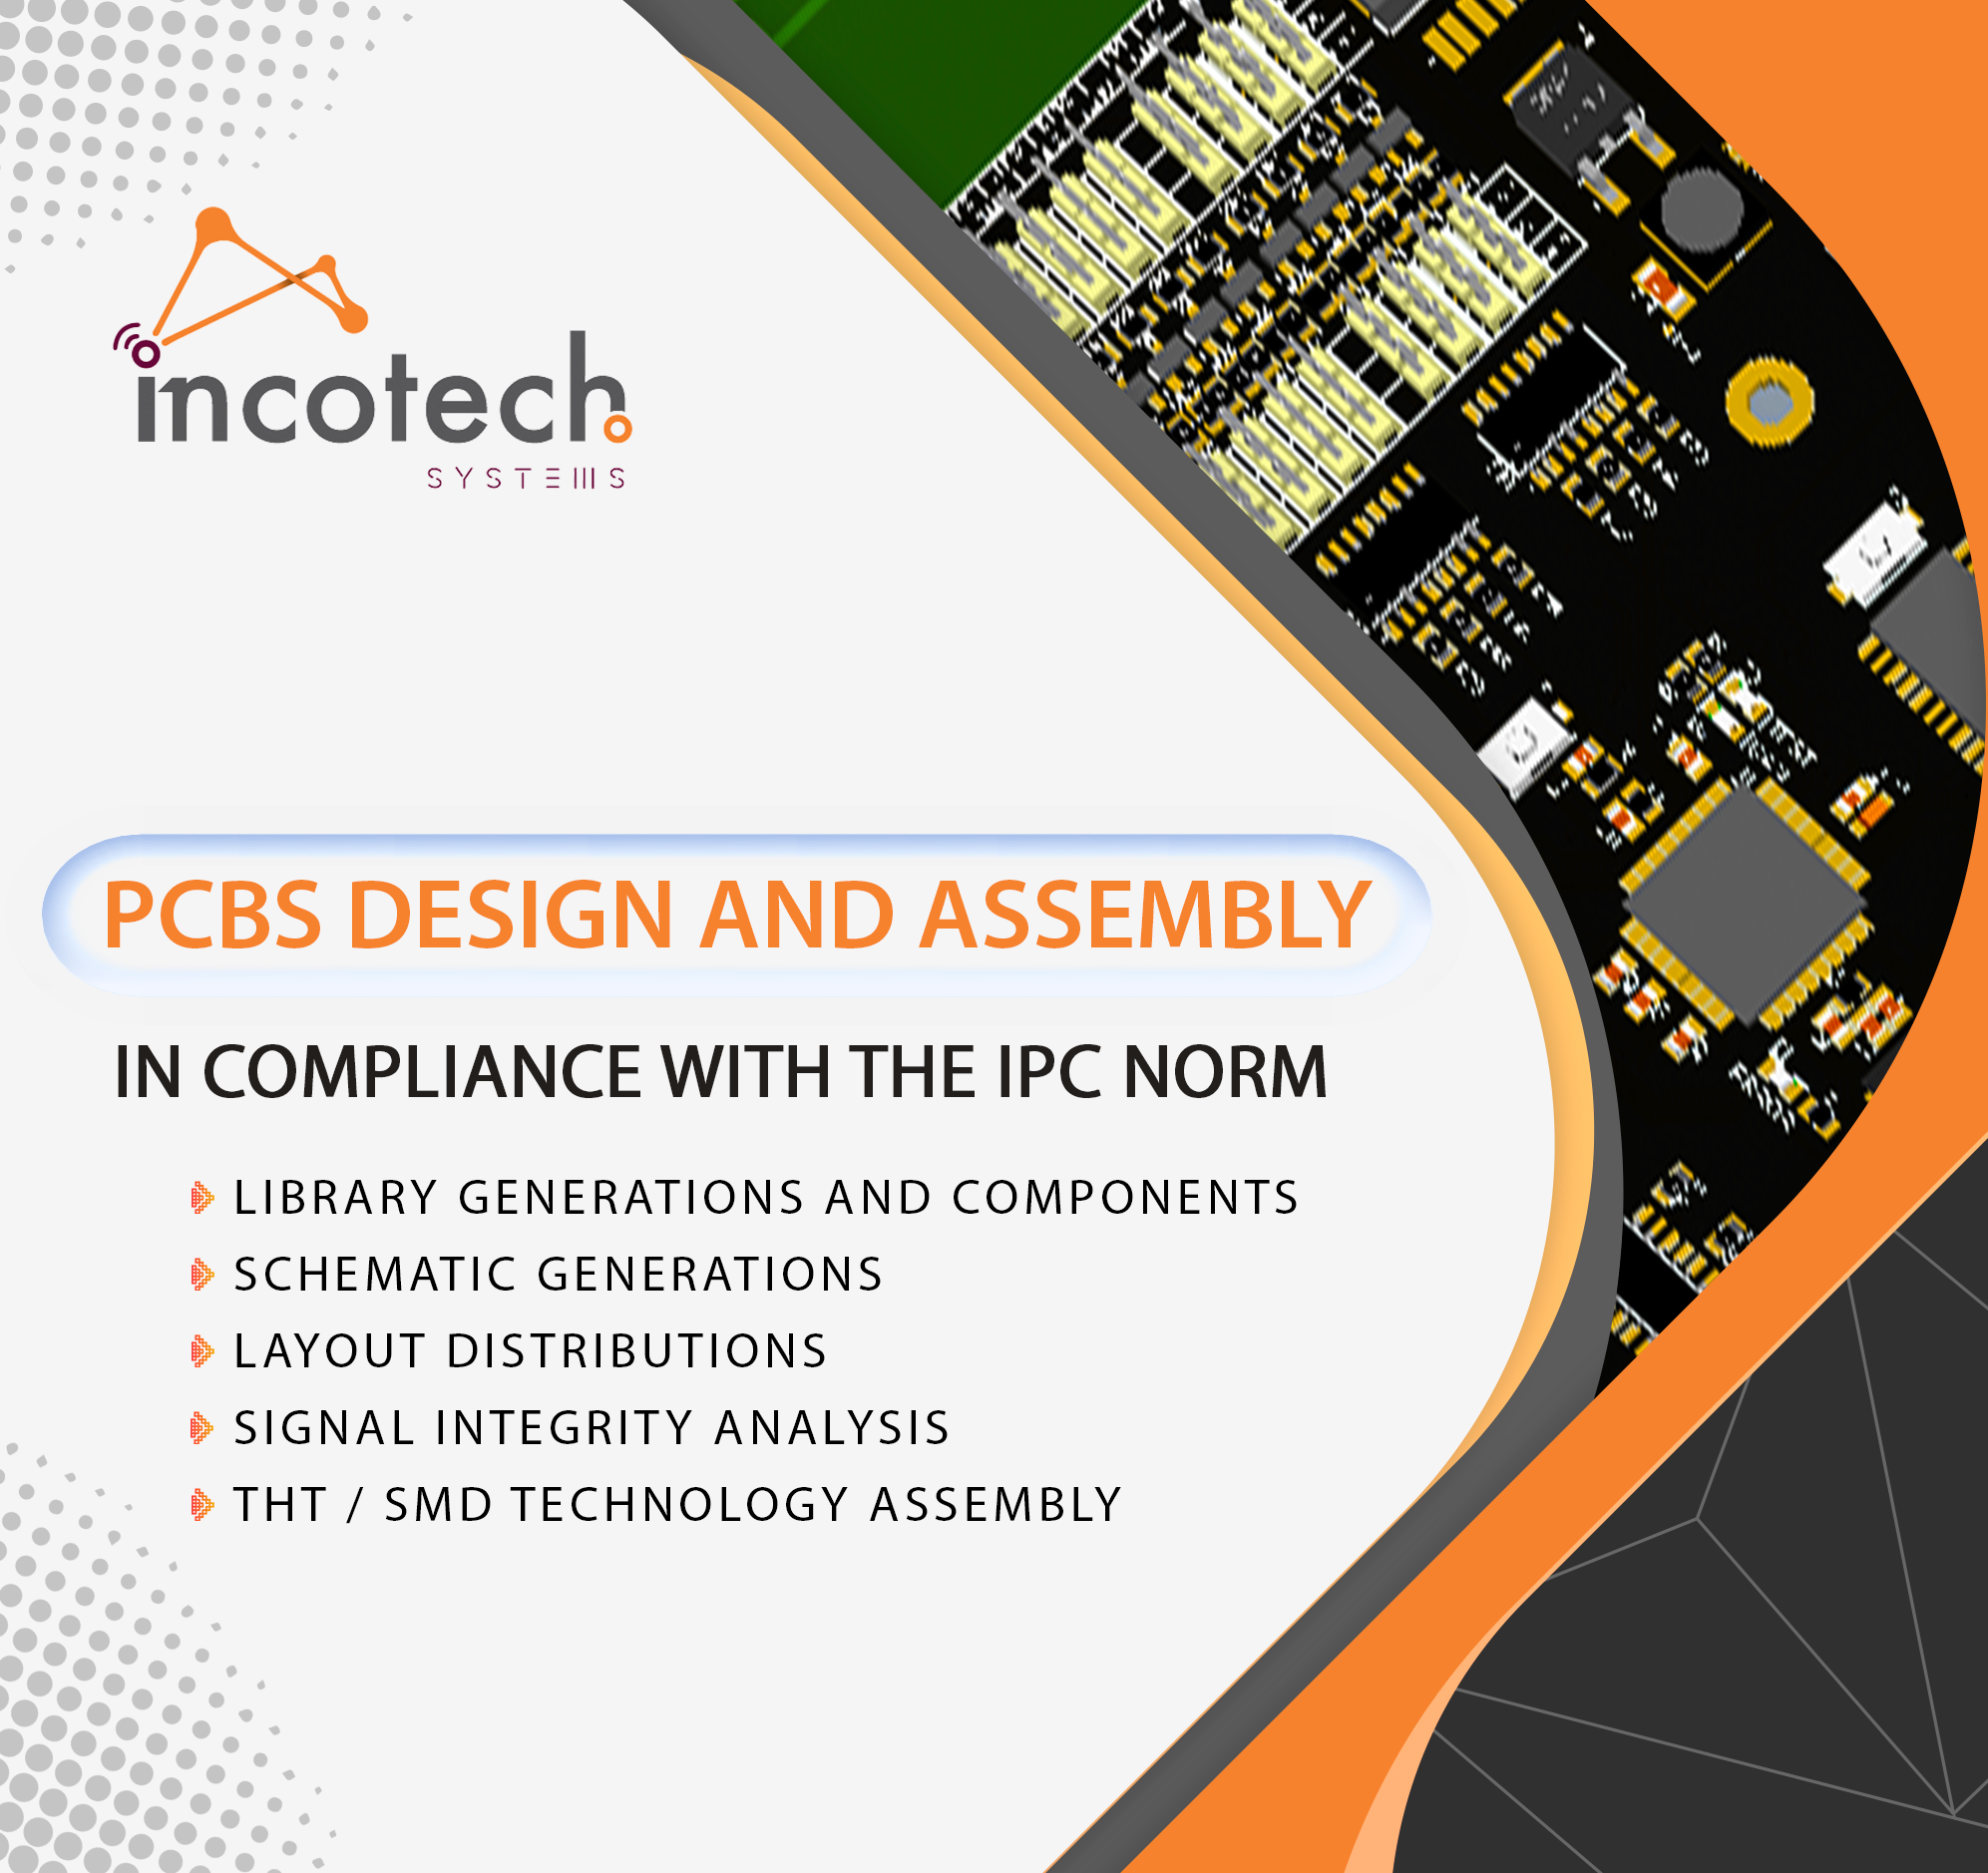 incotech
SYSTEMS
PCBS DESIGN AND ASSEMBLY
IN COMPLIANCE WITH THE IPC NORM
LIBRARY GENERATIONS AND COMPONENTS
SCHEMATIC GENERATIONS
LAYOUT DISTRIBUTIONS
SIGNAL INTEGRITY ANALYSIS
THT / SMD TECHNOLOGY ASSEMBLY